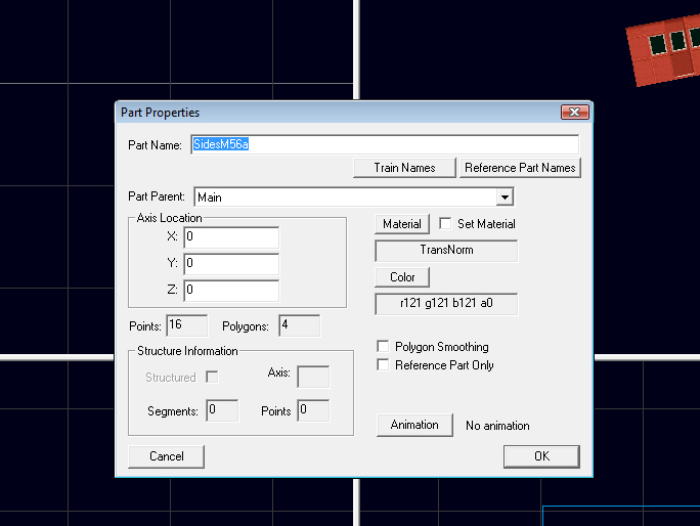 Part Properties
Part Name: SidesM56a
Train Names Reference Part Names
Part Parent: Main
Axis Location
X: 0
Y: 0
Z: 0
Material Set Material
TransNorm
Color
r121 g121 b121 a0
Points: 16 Polygons: 4
Structure Information
Structured Axis:
Segments: 0 Points 0
Polygon Smoothing
Reference Part Only
Animation No animation
Cancel OK